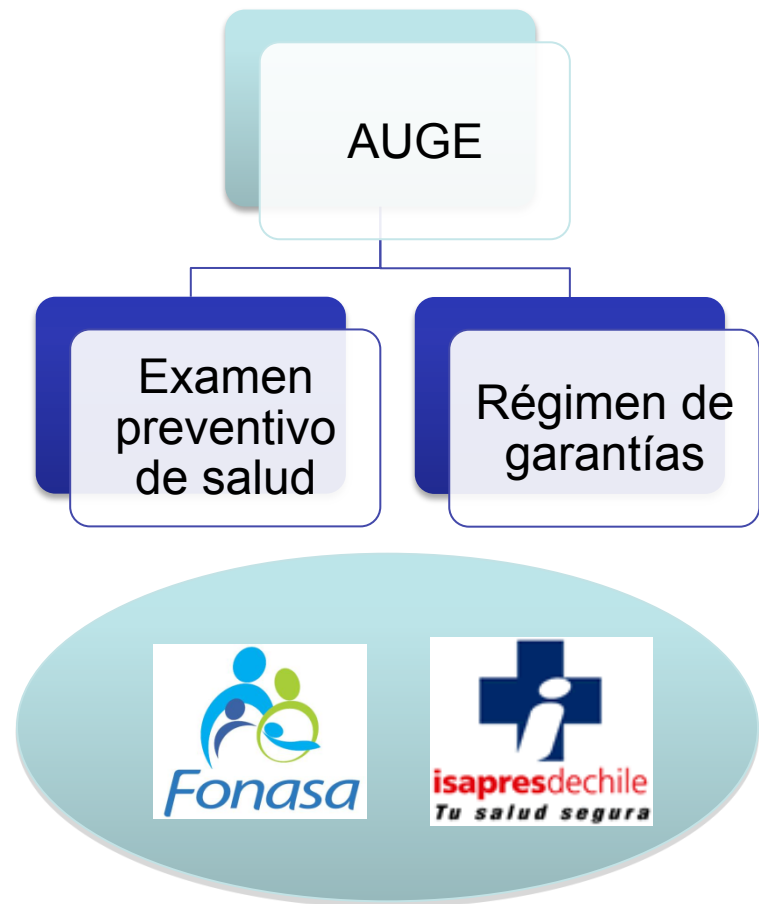 AUGE
Examen
preventivo
de salud
Régimen de
garantías
Fonasa
isapresdechile
Tu salud segura